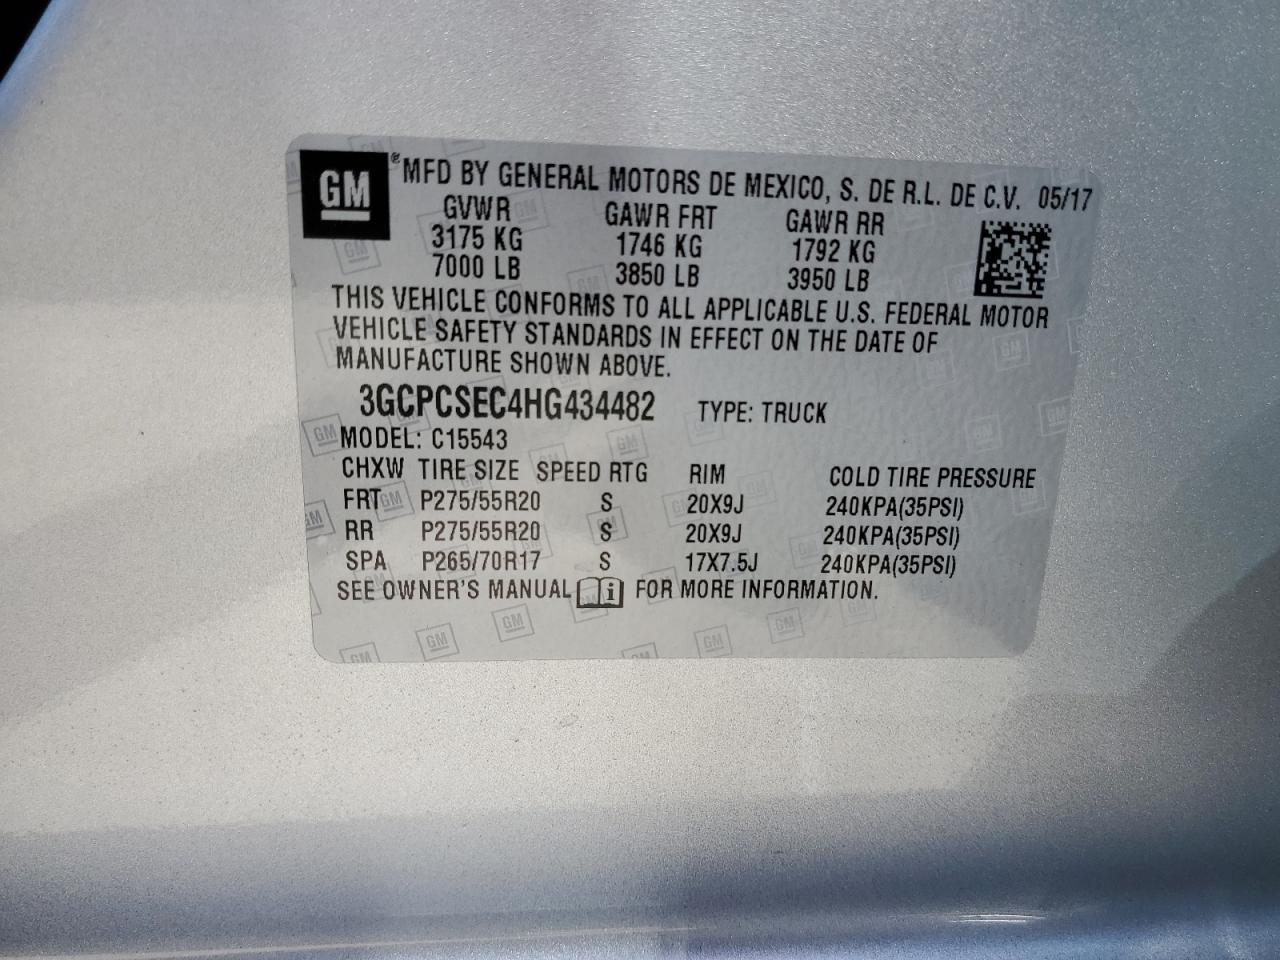 GM ® MFD BY GENERAL MOTORS DE MEXICO, S. DE R.L. DE C.V. 05/17
GVWR GAWR FRT GAWR RR
3175 KG 1746 KG 1792 KG
7000 LB 3850 LB 3950 LB
THIS VEHICLE CONFORMS TO ALL APPLICABLE U.S. FEDERAL MOTOR
VEHICLE SAFETY STANDARDS IN EFFECT ON THE DATE OF
MANUFACTURE SHOWN ABOVE.
3GCPCSEC4HG434482 TYPE: TRUCK
MODEL: C15543
CHXW TIRE SIZE SPEED RTG RIM COLD TIRE PRESSURE
FRT P275/55R20 S 20X9J 240KPA(35PSI)
RR P275/55R20 S 20X9J 240KPA(35PSI)
SPA P265/70R17 S 17X7.5J 240KPA(35PSI)
SEE OWNER'S MANUAL i FOR MORE INFORMATION.